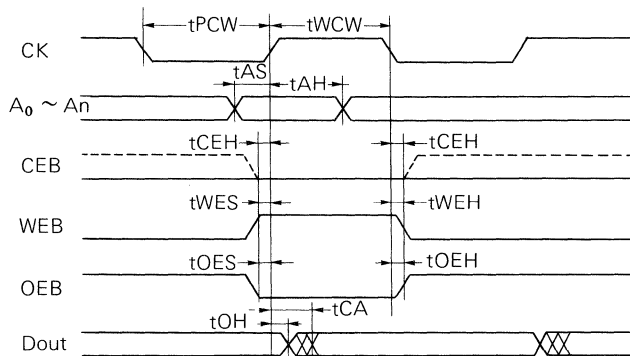 tPCW tWCW
CK
tAS tAH
A₀ ~ An
tCEH tCEH
CEB
tWES tWEH
WEB
tOES tOEH
OEB
tOH tCA
Dout